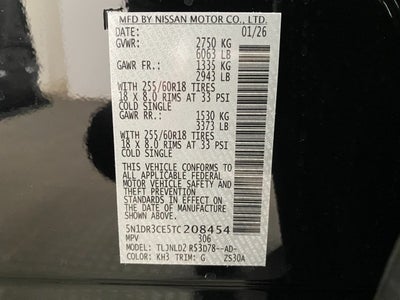 MFD BY NISSAN MOTOR CO., LTD.
DATE: 01/26
GVWR: 2750 KG
6063 LB
GAWR FR.: 1335 KG
2943 LB
WITH 255/60R18 TIRES
18 X 8.0 RIMS AT 33 PSI
COLD SINGLE
GAWR RR.: 1530 KG
3373 LB
WITH 255/60R18 TIRES
18 X 8.0 RIMS AT 33 PSI
COLD SINGLE
THIS VEHICLE CONFORMS TO
ALL APPLICABLE FEDERAL
MOTOR VEHICLE
SAFETY AND THEFT PREVENTION
STANDARDS IN EFFECT ON
THE DATE OF MANUFACTURE
SHOWN ABOVE.
5N1DR3CE5TC208454
MPV 306
MODEL: TLJNLDZ R53D78--AD-
COLOR: KH3 TRIM: G ZS30A